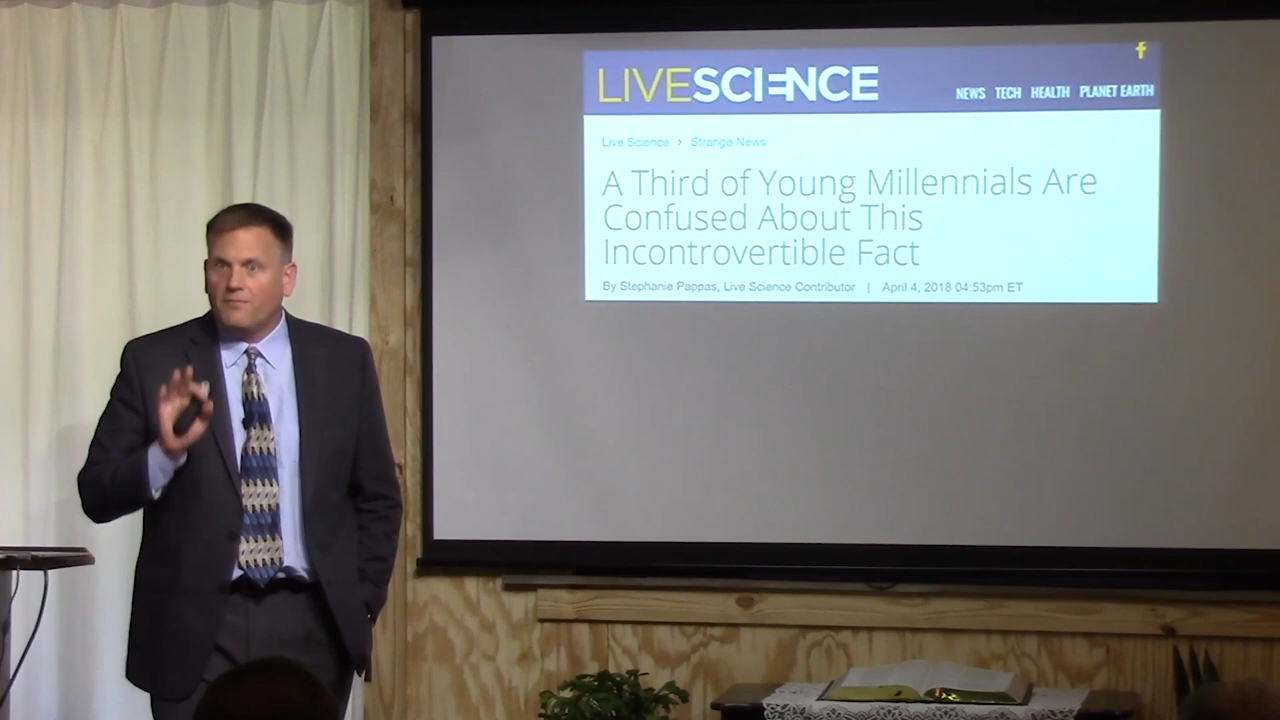 LIVESCIENCE
NEWS TECH HEALTH PLANET EARTH
Live Science > Strange News
A Third of Young Millennials Are
Confused About This
Incontrovertible Fact
By Stephanie Pappas, Live Science Contributor | April 4, 2018 04:53pm ET